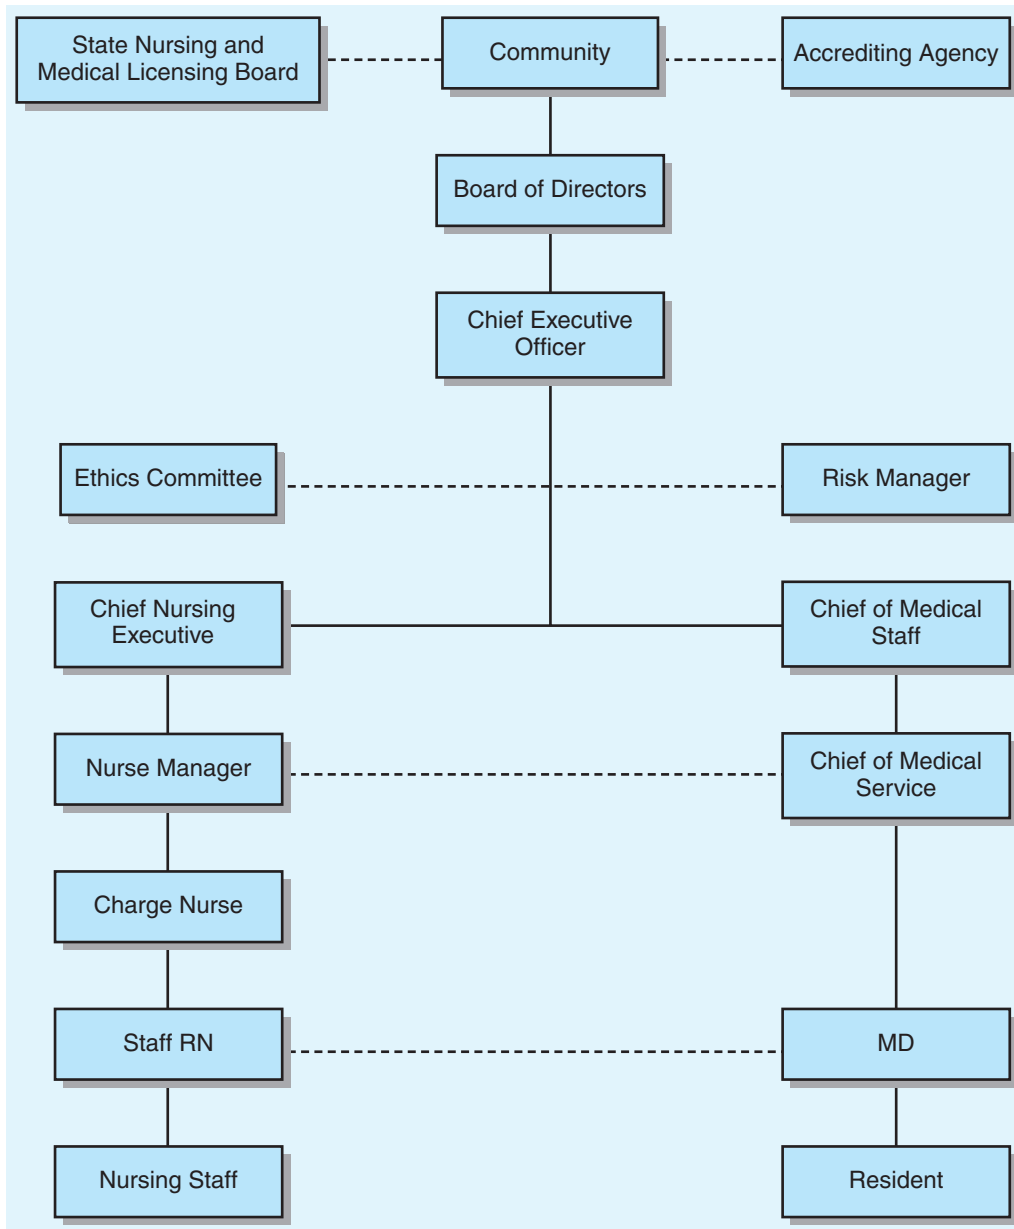 State Nursing and
Medical Licensing Board
Community
Accrediting Agency
Board of Directors
Chief Executive
Officer
Ethics Committee
Risk Manager
Chief Nursing
Executive
Chief of Medical
Staff
Nurse Manager
Chief of Medical
Service
Charge Nurse
Staff RN
MD
Nursing Staff
Resident